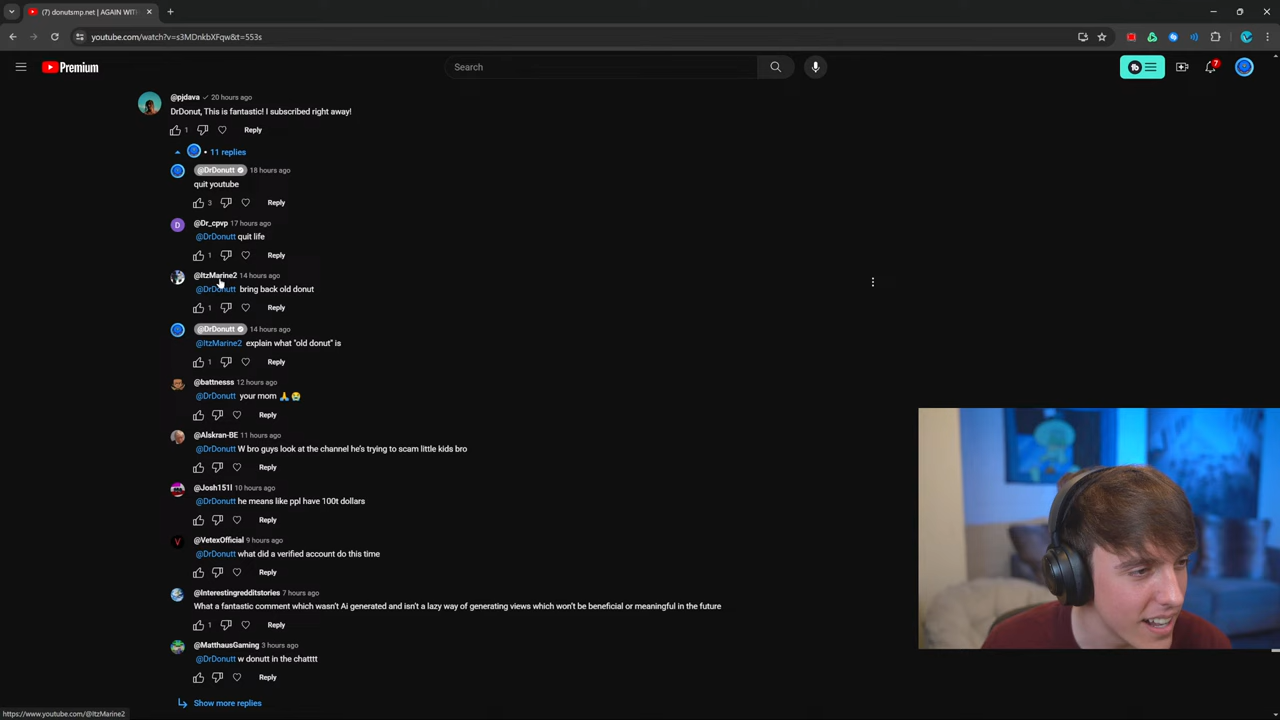 (7) donutsmp.net | AGAIN WIT
youtube.com/watch?v=s3MDnkbXFqw&t=553s
Premium
Search
7
@pjdava 20 hours ago
DrDonut, This is fantastic! I subscribed right away!
1 Reply
• 11 replies
@DrDonutt 18 hours ago
quit youtube
3 Reply
D
@Dr_cpvp 17 hours ago
@DrDonutt quit life
1 Reply
@ItzMarine2 14 hours ago
@DrDonutt bring back old donut
1 Reply
@DrDonutt 14 hours ago
@ItzMarine2 explain what "old donut" is
1 Reply
@battnesss 12 hours ago
@DrDonutt your mom 🙏 😭
Reply
@Alskran-BE 11 hours ago
@DrDonutt W bro guys look at the channel he's trying to scam little kids bro
Reply
@Josh151l 10 hours ago
@DrDonutt he means like ppl have 100t dollars
Reply
V
@VetexOfficial 9 hours ago
@DrDonutt what did a verified account do this time
Reply
@Interestingredditstories 7 hours ago
What a fantastic comment which wasn't Ai generated and isn't a lazy way of generating views which won't be beneficial or meaningful in the future
1 Reply
@MatthausGaming 3 hours ago
@DrDonutt w donutt in the chatttt
Reply
Show more replies
https://www.youtube.com/@ItzMarine2